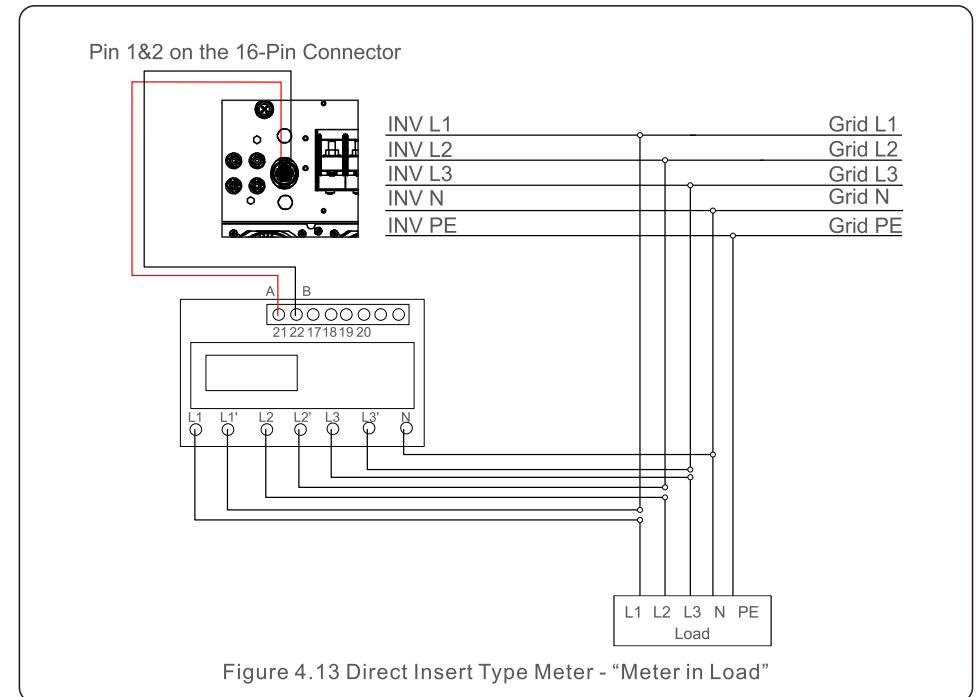 Pin 1&2 on the 16-Pin Connector
INV L1 Grid L1
INV L2 Grid L2
INV L3 Grid L3
INV N Grid N
INV PE Grid PE
A B
21 22 17 18 19 20
L1 L1' L2 L2' L3 L3' N
L1 L2 L3 N PE
Load
Figure 4.13 Direct Insert Type Meter - “Meter in Load”